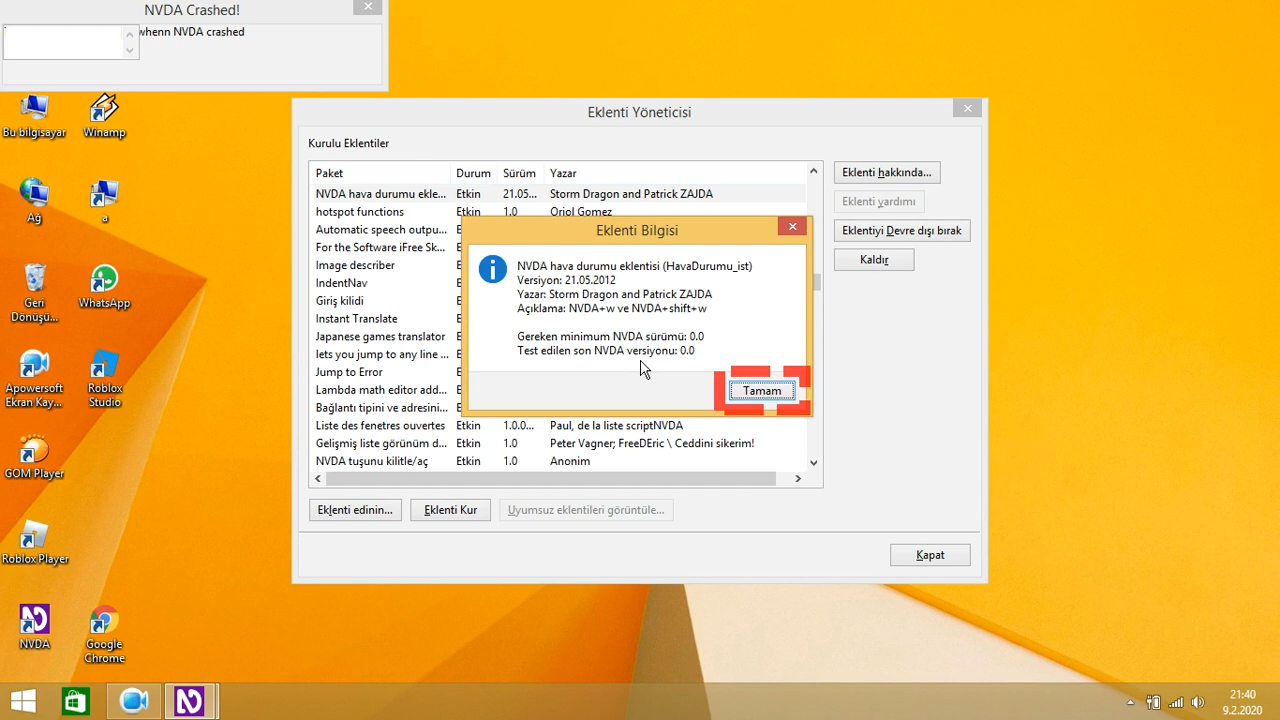 NVDA Crashed!
whenn NVDA crashed
Bu bilgisayar
Winamp
Ağ
a
Geri
Dönüşü...
WhatsApp
Apowersoft
Ekran Kay...
Roblox
Studio
GOM Player
Roblox Player
NVDA
Google
Chrome
Eklenti Yöneticisi
Kurulu Eklentiler
Paket Durum Sürüm Yazar
NVDA hava durumu ekle... Etkin 21.05... Storm Dragon and Patrick ZAJDA
hotspot functions Etkin 1.0 Oriol Gomez
Automatic speech outpu...
For the Software iFree Sk...
Image describer
IndentNav
Giriş kilidi
Instant Translate
Japanese games translator
lets you jump to any line ...
Jump to Error
Lambda math editor add...
Bağlantı tipini ve adresini...
Liste des fenetres ouvertes Etkin 1.0.0... Paul, de la liste scriptNVDA
Gelişmiş liste görünüm d... Etkin 1.0 Peter Vagner; FreeDEric \ Ceddini sikerim!
NVDA tuşunu kilitle/aç Etkin 1.0 Anonim
Eklenti hakkında...
Eklenti yardımı
Eklentiyi Devre dışı bırak
Kaldır
Eklenti Bilgisi
NVDA hava durumu eklentisi (HavaDurumu_ist)
Versiyon: 21.05.2012
Yazar: Storm Dragon and Patrick ZAJDA
Açıklama: NVDA+w ve NVDA+shift+w
Gereken minimum NVDA sürümü: 0.0
Test edilen son NVDA versiyonu: 0.0
Tamam
Eklenti edinin...
Eklenti Kur
Uyumsuz eklentileri görüntüle...
Kapat
21:40
9.2.2020